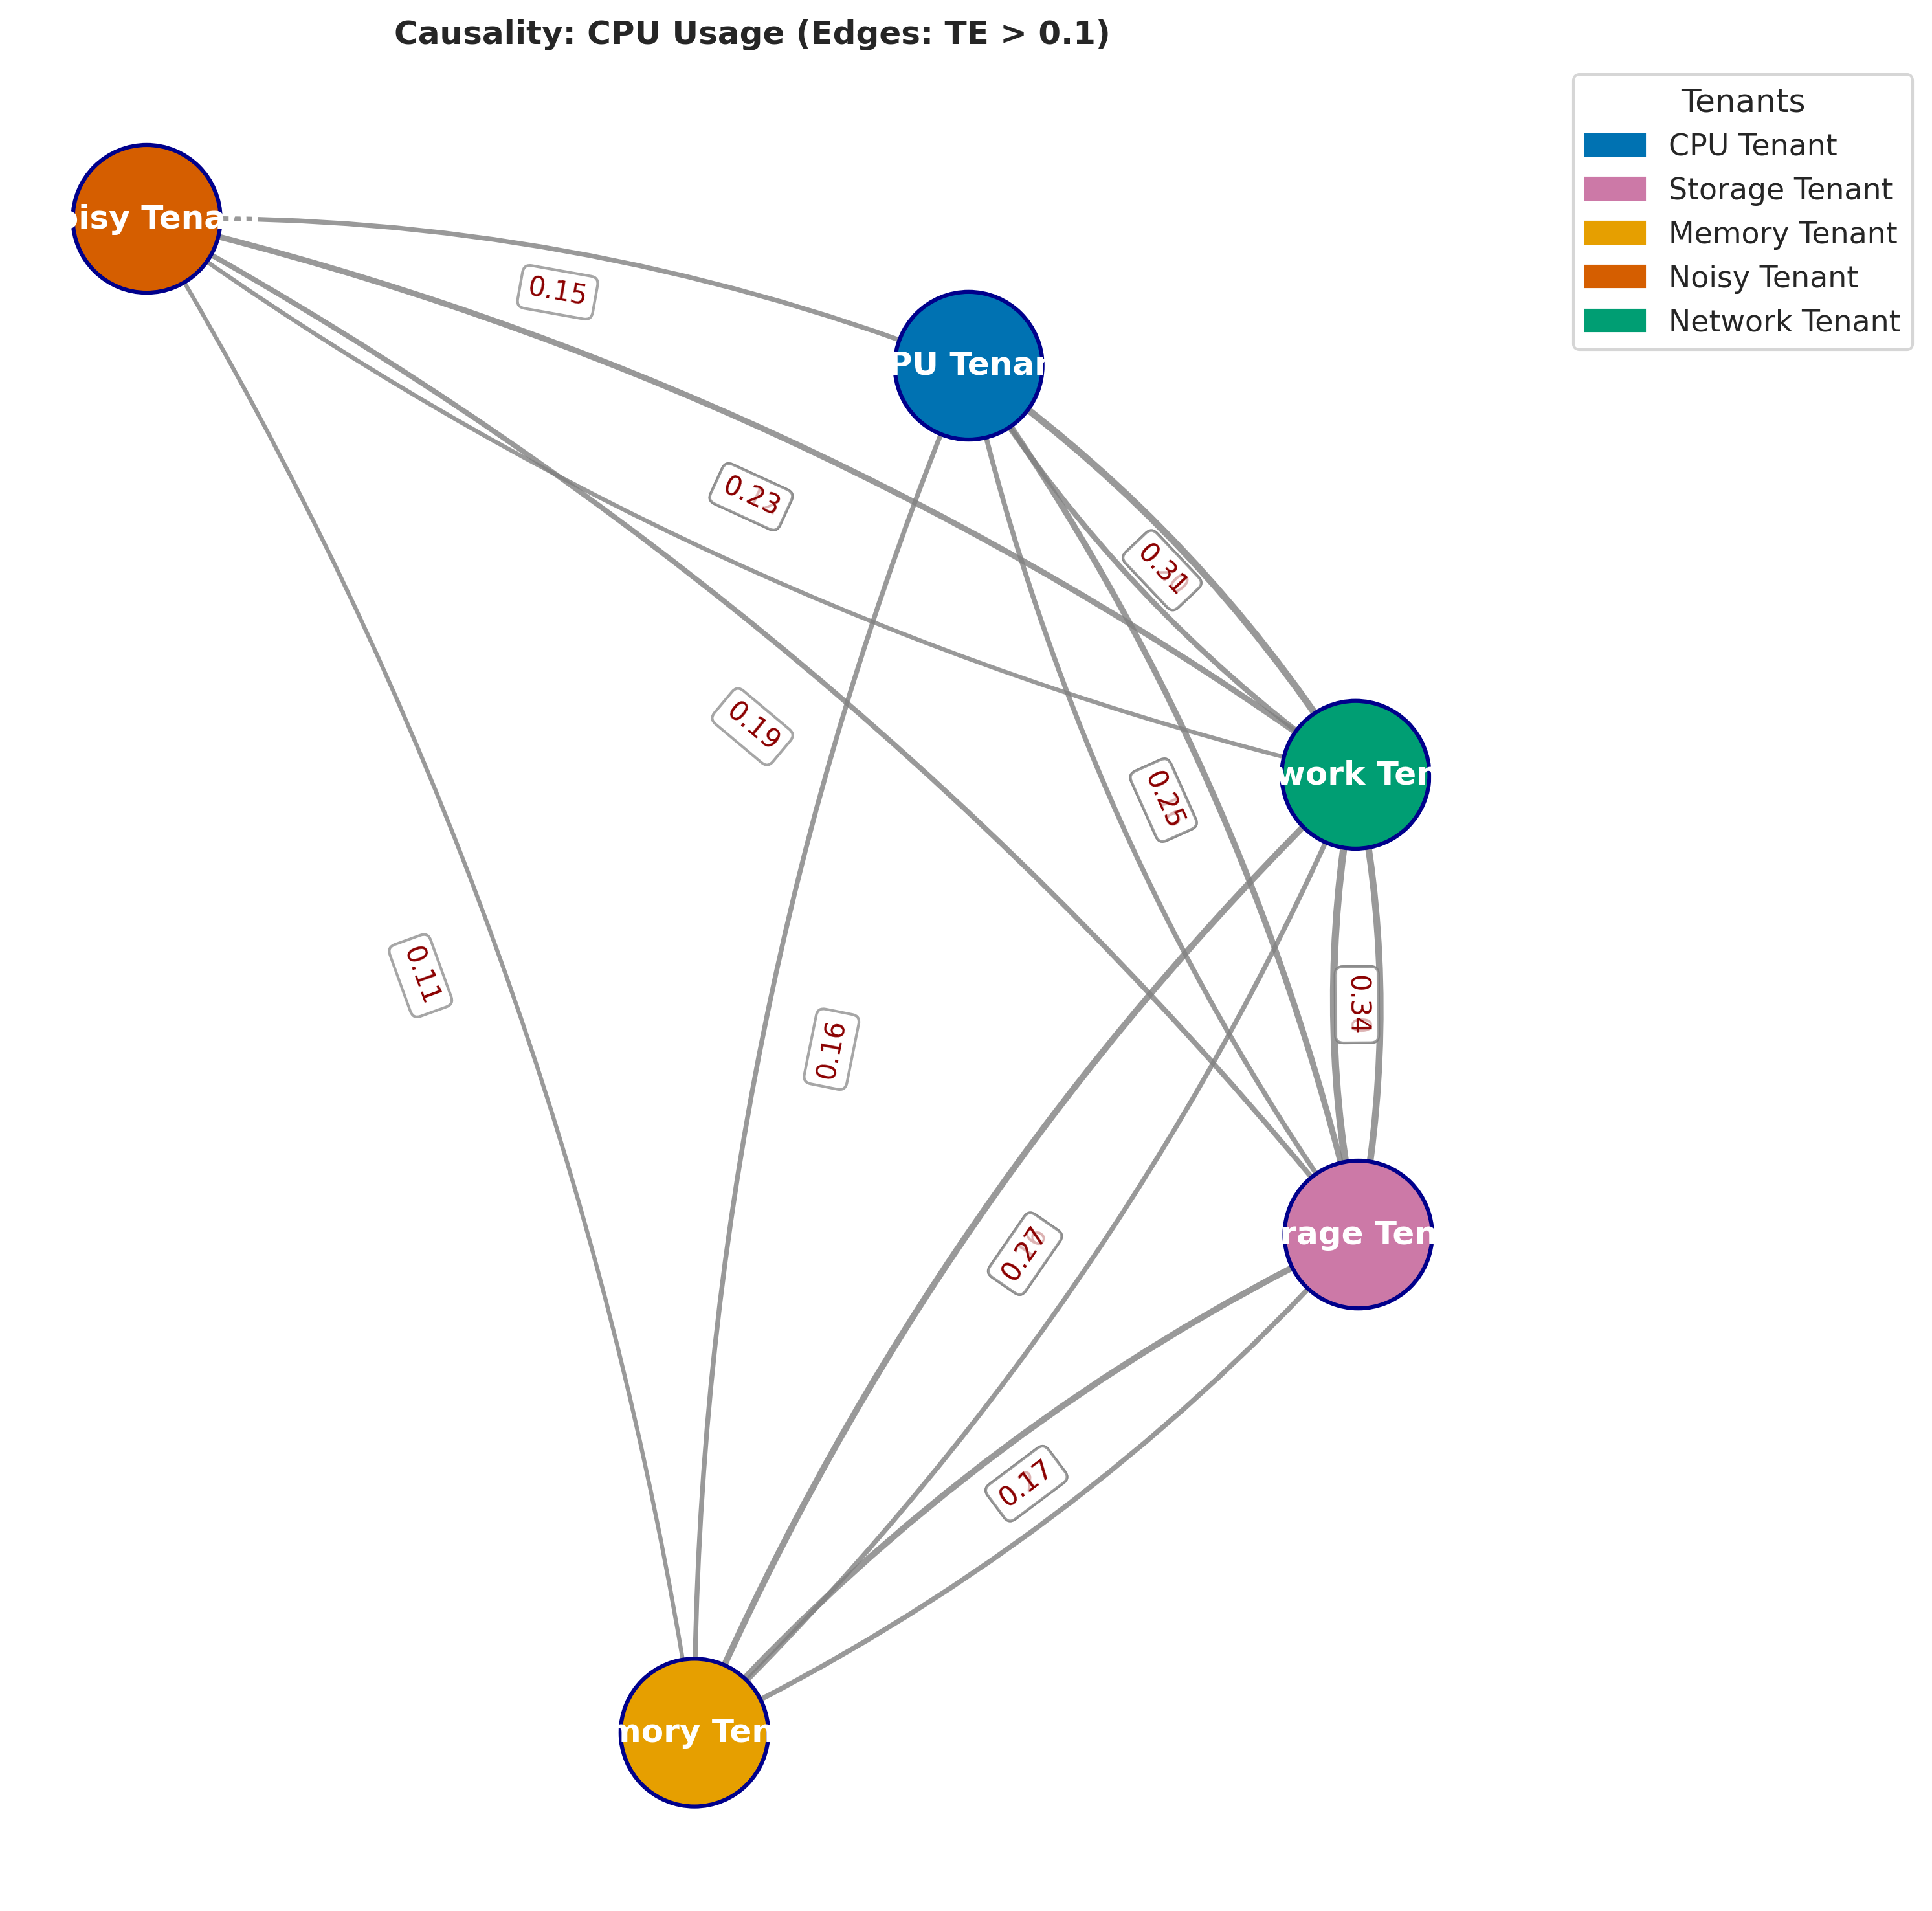 Causality: CPU Usage (Edges: TE > 0.1)
Tenants
CPU Tenant
Storage Tenant
Memory Tenant
Noisy Tenant
Network Tenant
oisy Tena
0.15
PU Tenan
0.23
0.31
0.19
work Ten
0.25
0.11
0.34
0.16
rage Ten
0.27
0.17
mory Ten